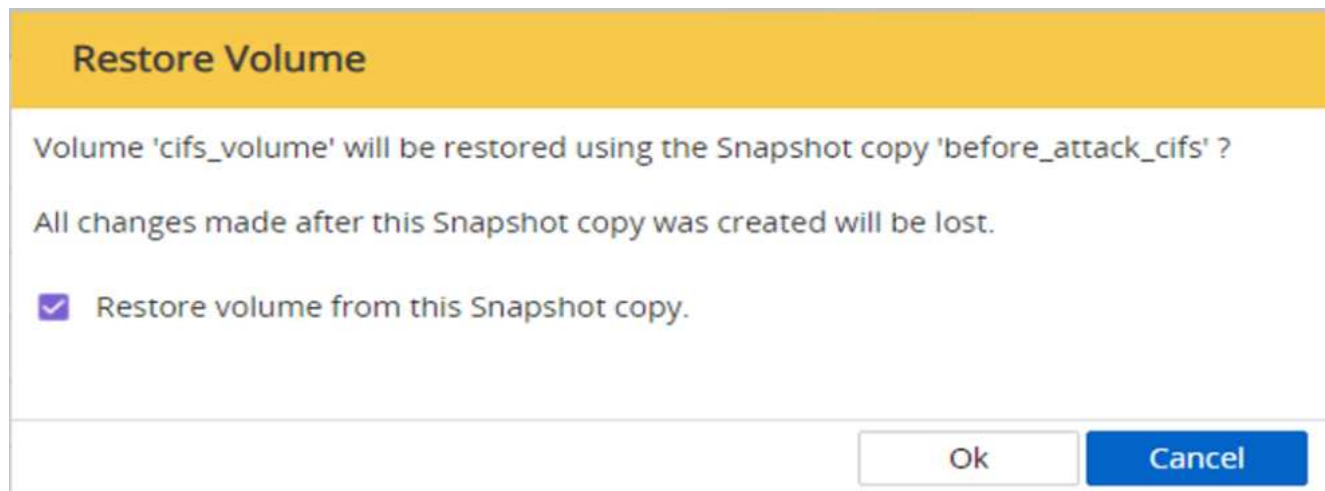 Restore Volume
Volume 'cifs_volume' will be restored using the Snapshot copy 'before_attack_cifs' ?
All changes made after this Snapshot copy was created will be lost.
Restore volume from this Snapshot copy.
Ok
Cancel